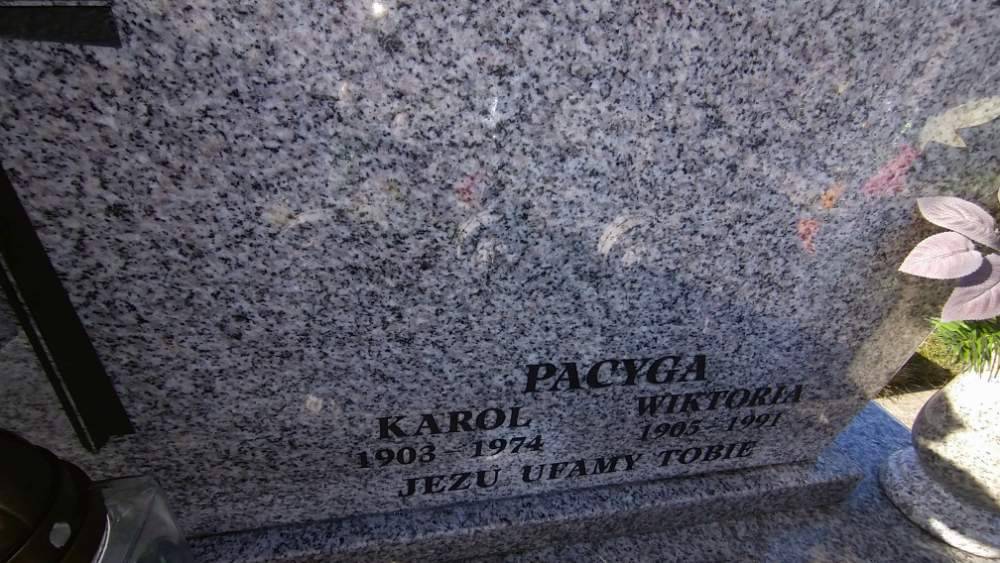 PACYGA
KAROL WIKTORIA
1903 - 1974 1905 - 1991
JEZU UFAMY TOBIE